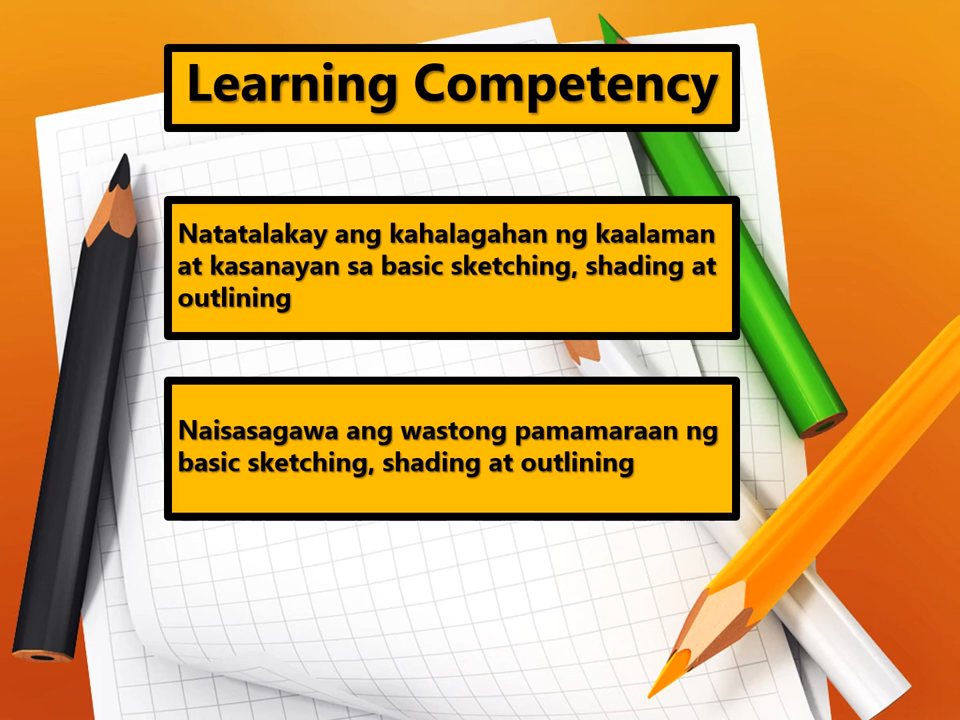 Learning Competency
Natatalakay ang kahalagahan ng kaalaman
at kasanayan sa basic sketching, shading at
outlining
Naisasagawa ang wastong pamamaraan ng
basic sketching, shading at outlining